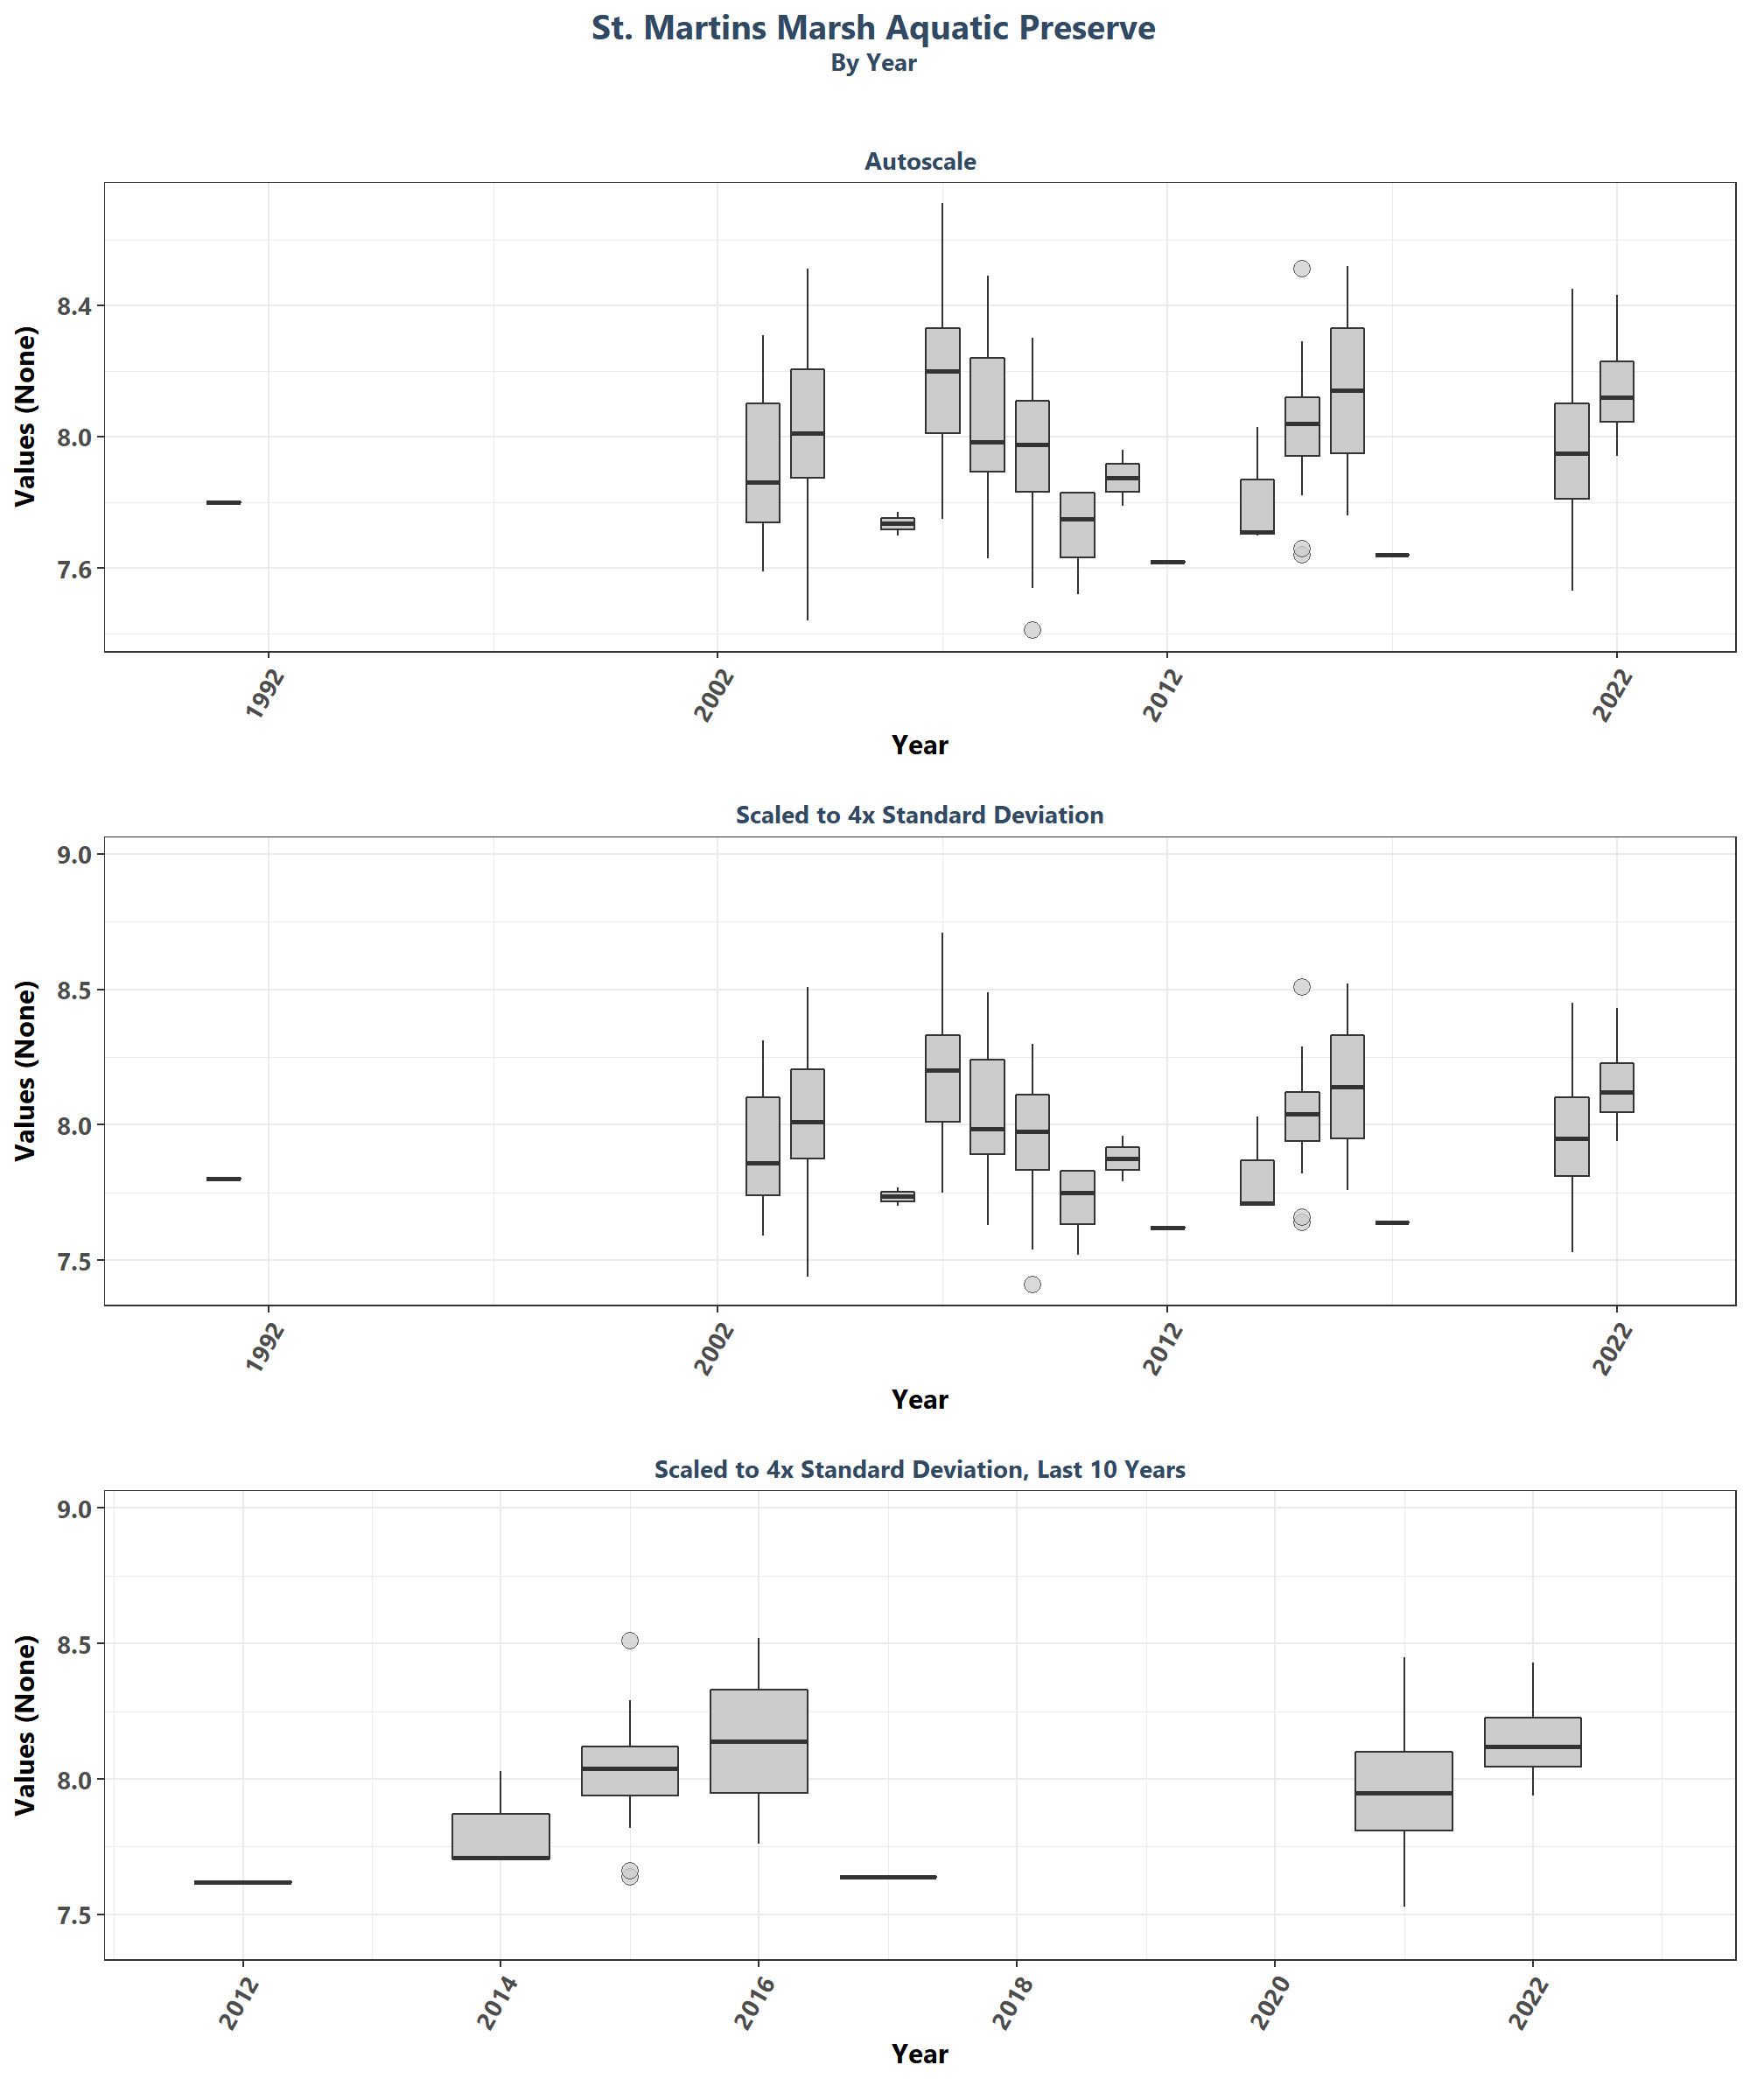 St. Martins Marsh Aquatic Preserve
By Year
Autoscale
Values (None)
8.4
8.0
7.6
1992
2002
2012
2022
Year
Scaled to 4x Standard Deviation
Values (None)
9.0
8.5
8.0
7.5
1992
2002
2012
2022
Year
Scaled to 4x Standard Deviation, Last 10 Years
Values (None)
9.0
8.5
8.0
7.5
2012
2014
2016
2018
2020
2022
Year